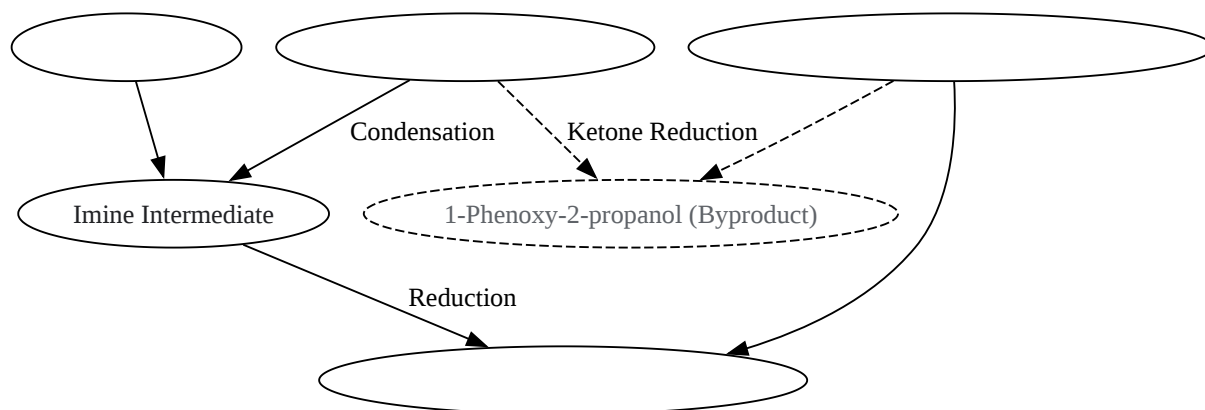 Condensation
Ketone Reduction
Imine Intermediate
1-Phenoxy-2-propanol (Byproduct)
Reduction